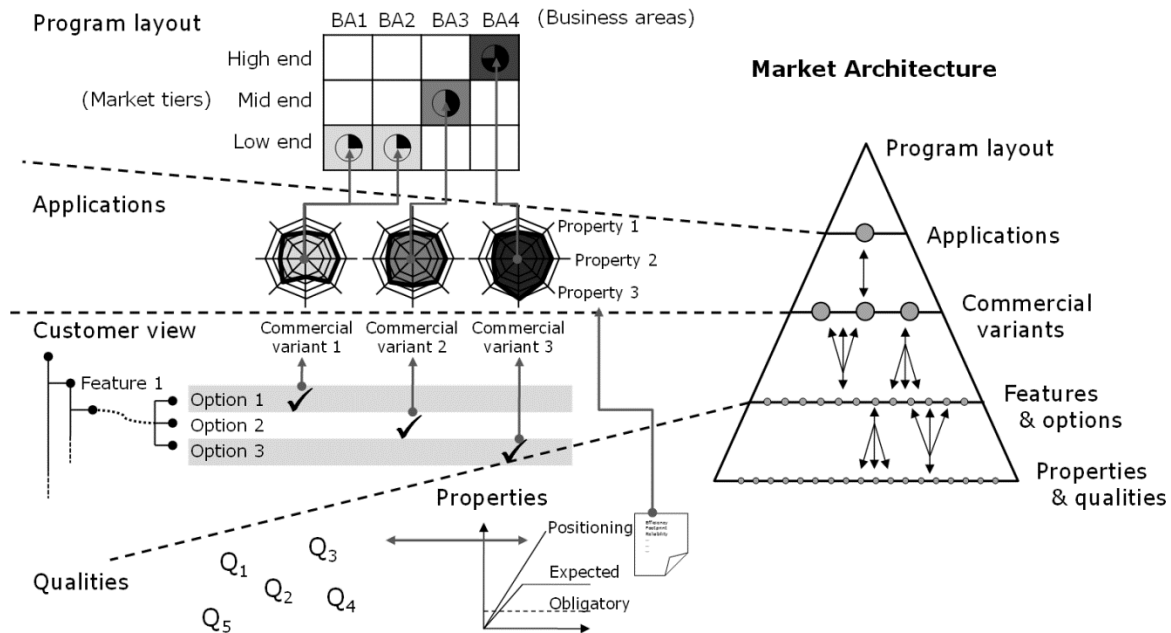 Program layout
BA1 BA2 BA3 BA4 (Business areas)
High end
(Market tiers) Mid end
Low end
Market Architecture
Program layout
Applications
Property 1
Property 2
Property 3
Applications
Commercial
variants
Customer view
Commercial
variant 1
Commercial
variant 2
Commercial
variant 3
Feature 1
Option 1
Option 2
Option 3
Features
& options
Properties
& qualities
Properties
Positioning
Expected
Obligatory
Efficiency
Footprint
Reliability
Qualities
Q1
Q3
Q2
Q4
Q5